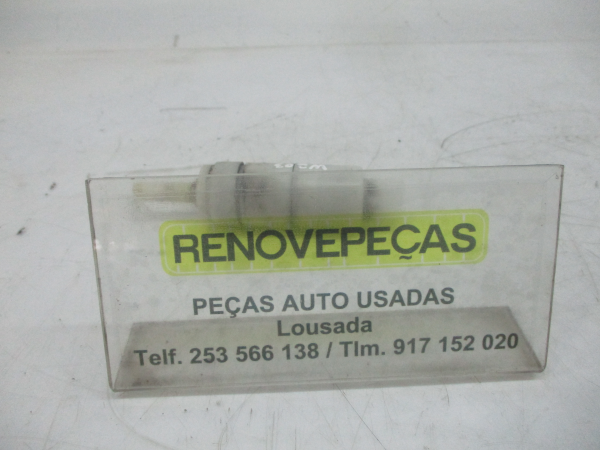 RENOVEPEÇAS
PEÇAS AUTO USADAS
Lousada
Telf. 253 566 138 / Tlm. 917 152 020